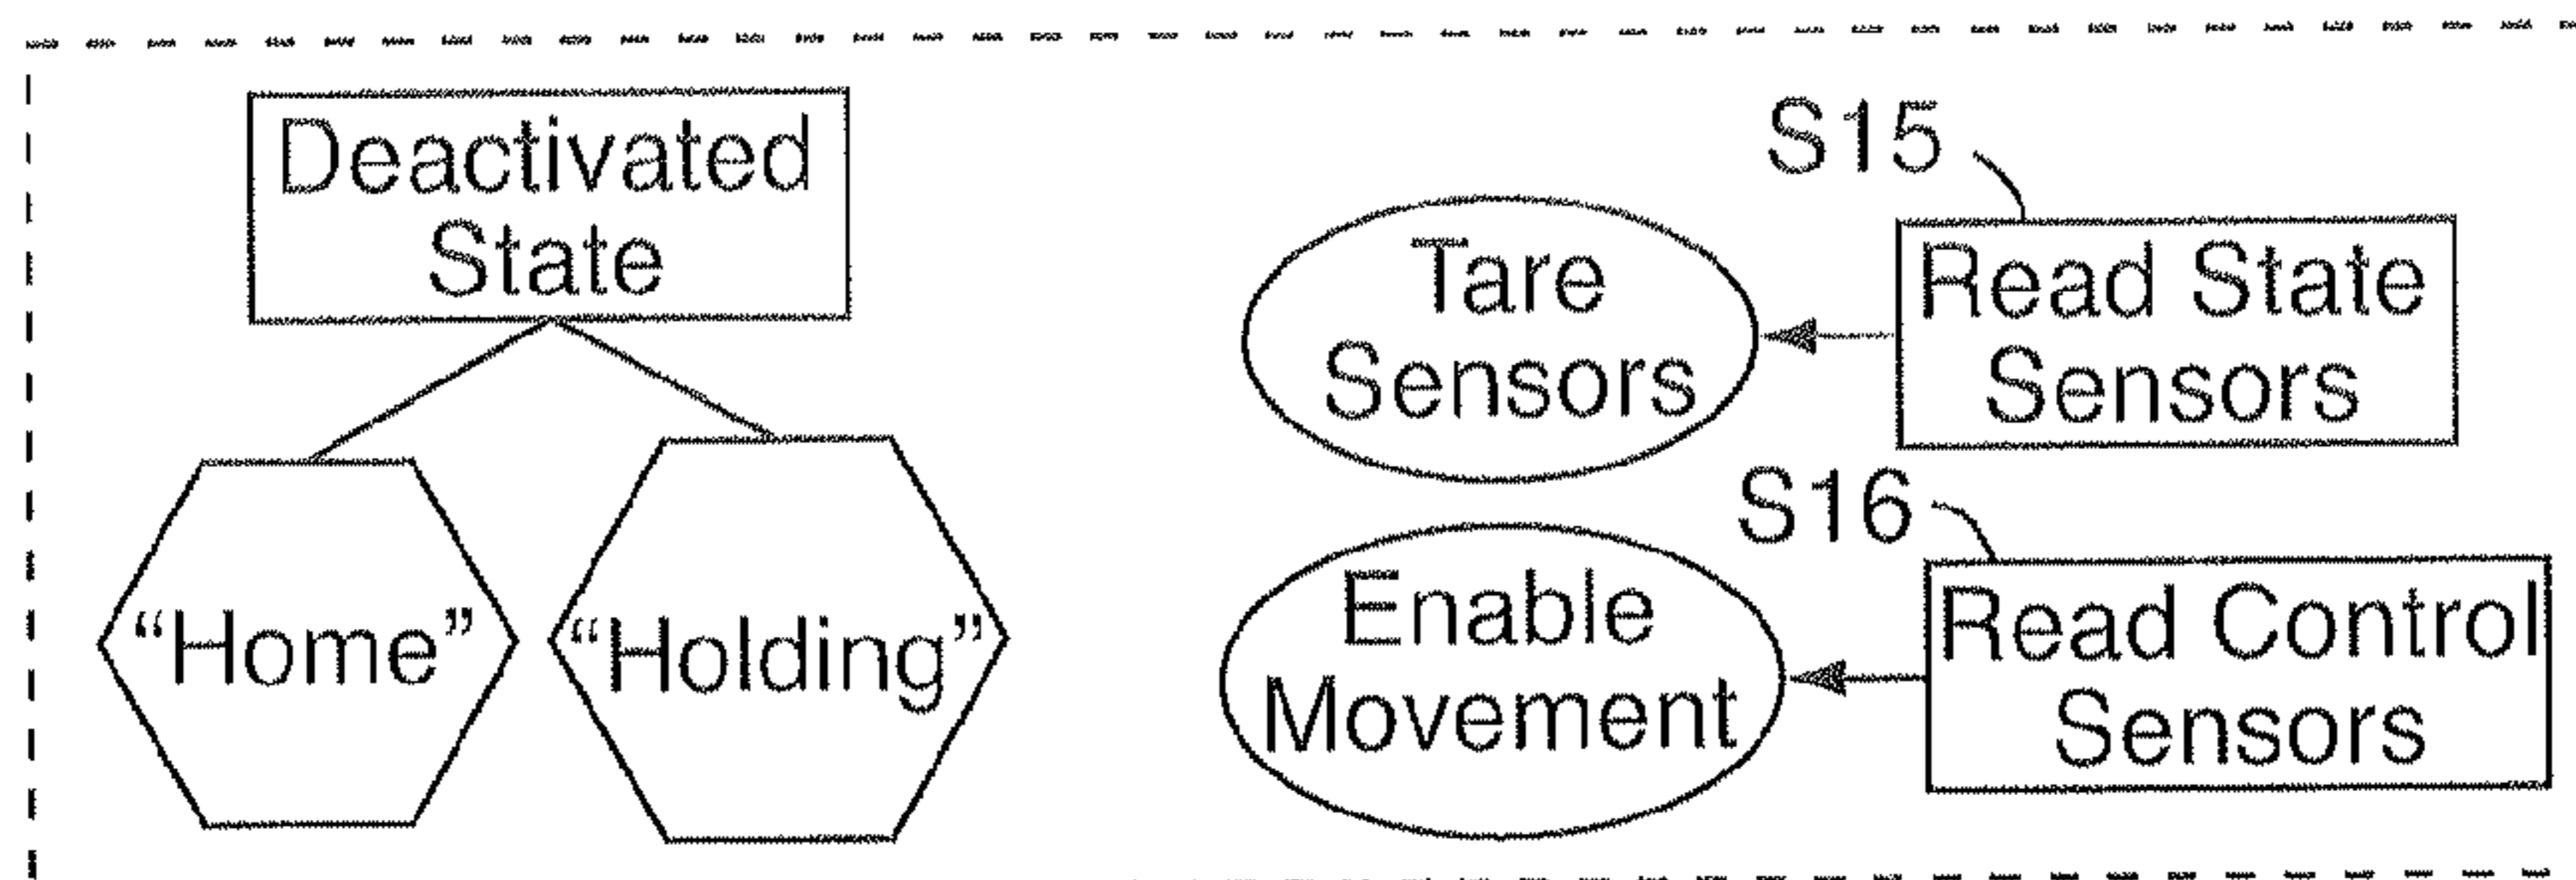 Deactivated
State
“Home”
“Holding”
S15
Tare
Sensors
Read State
Sensors
S16
Enable
Movement
Read Control
Sensors